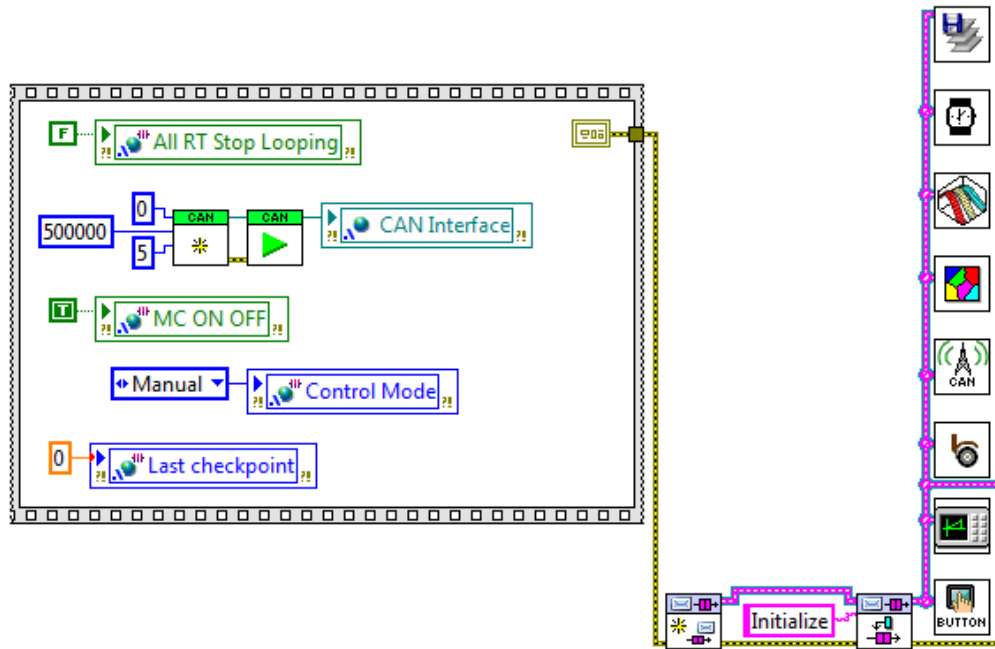 F
All RT Stop Looping
0
CAN
CAN
500000
CAN Interface
5
T
MC ON OFF
Manual
Control Mode
0
Last checkpoint
CAN
Initialize
BUTTON